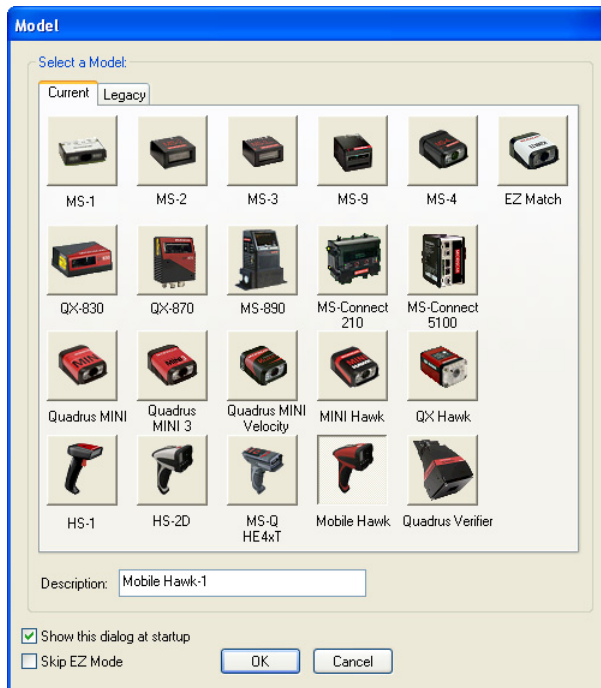 Model
Select a Model:
Current Legacy
MS-1 MS-2 MS-3 MS-9 MS-4 EZ Match
QX-830 QX-870 MS-890 MS-Connect 210 MS-Connect 5100
Quadrus MINI Quadrus MINI 3 Quadrus MINI Velocity MINI Hawk QX Hawk
HS-1 HS-2D MS-Q HE4xT Mobile Hawk Quadrus Verifier
Description: Mobile Hawk-1
Show this dialog at startup
Skip EZ Mode OK Cancel